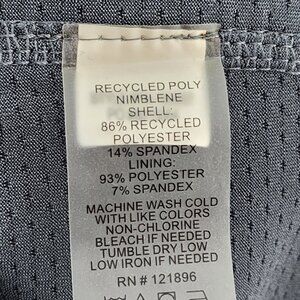 RECYCLED POLY
NIMBLENE
SHELL:
86% RECYCLED
POLYESTER
14% SPANDEX
LINING:
93% POLYESTER
7% SPANDEX
MACHINE WASH COLD
WITH LIKE COLORS
NON-CHLORINE
BLEACH IF NEEDED
TUMBLE DRY LOW
LOW IRON IF NEEDED
RN # 121896